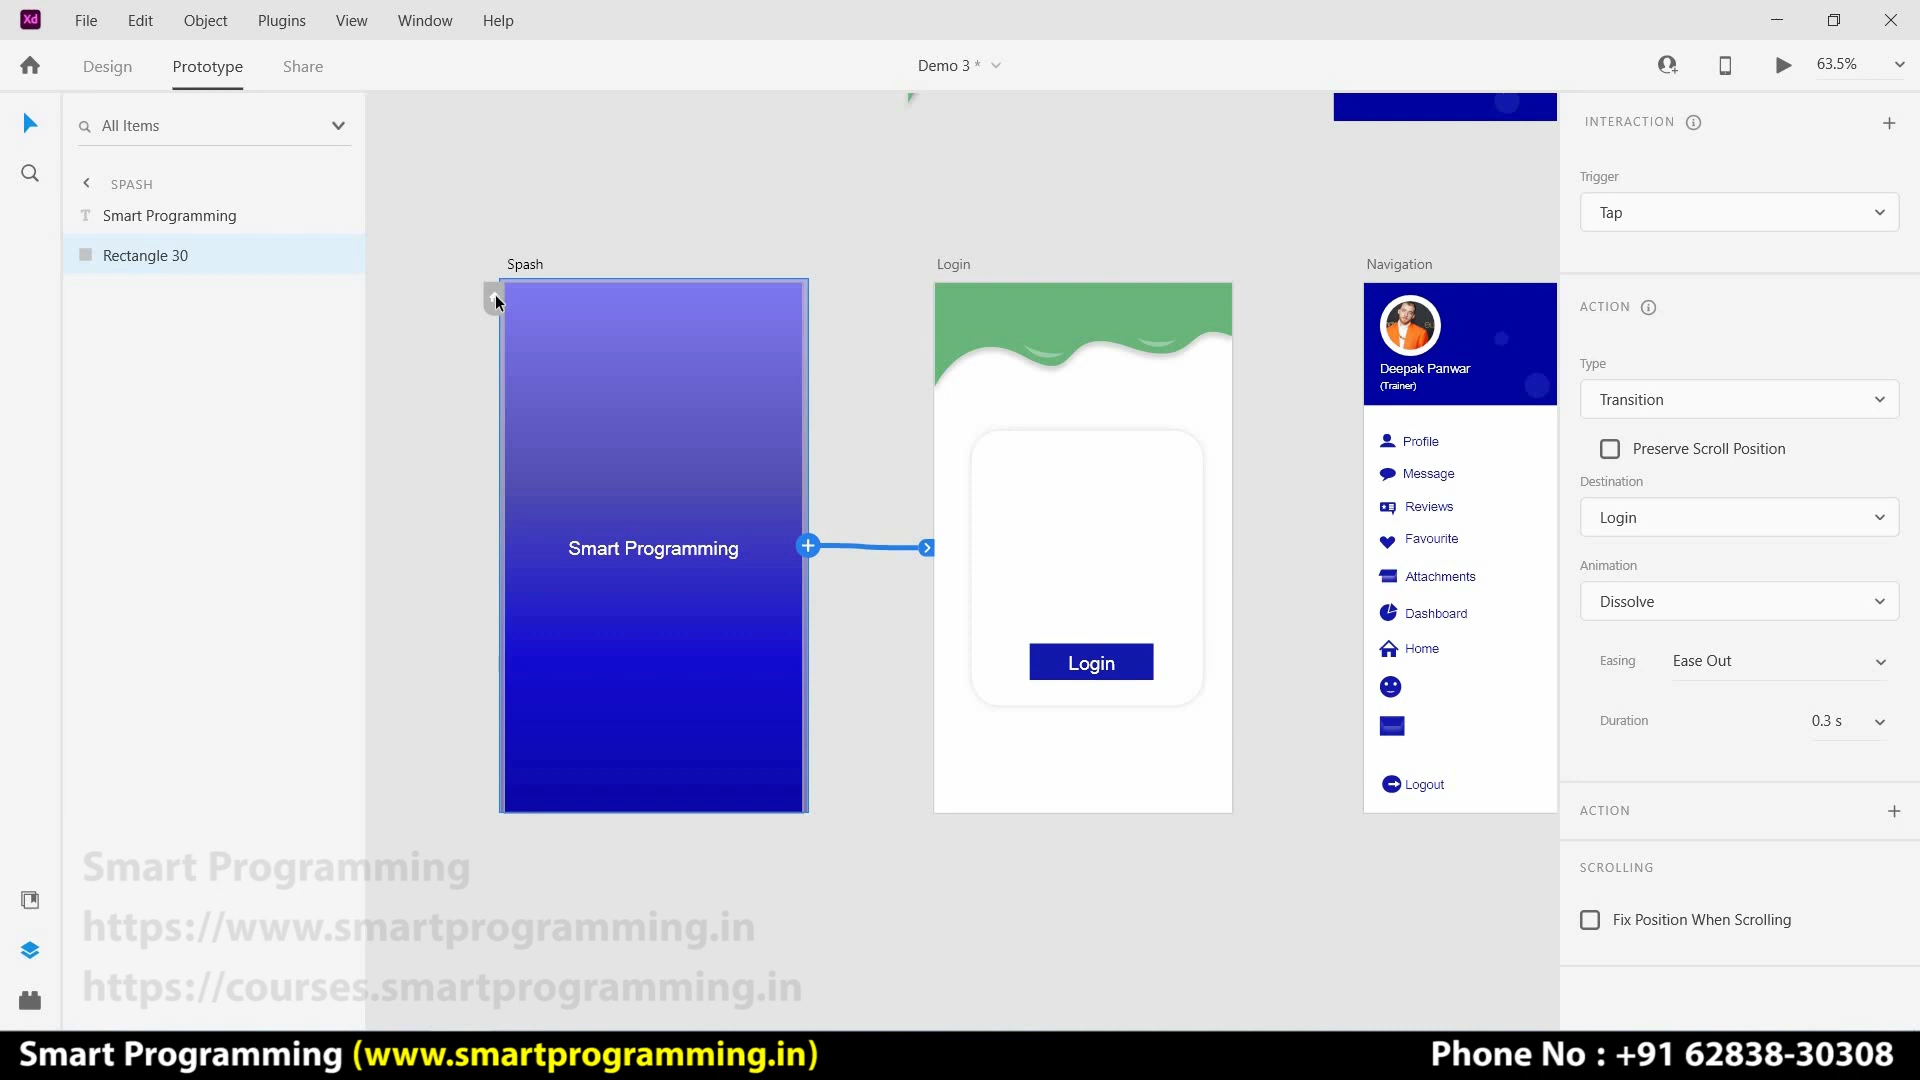 Xd File Edit Object Plugins View Window Help
Design Prototype Share
Demo 3 *
63.5%
All Items
SPASH
Smart Programming
Rectangle 30
Spash
Smart Programming
Login
Login
Navigation
Deepak Panwar
(Trainer)
Profile
Message
Reviews
Favourite
Attachments
Dashboard
Home
Logout
INTERACTION
Trigger
Tap
ACTION
Type
Transition
Preserve Scroll Position
Destination
Login
Animation
Dissolve
Easing Ease Out
Duration 0.3 s
ACTION
SCROLLING
Fix Position When Scrolling
Smart Programming
https://www.smartprogramming.in
https://courses.smartprogramming.in
Smart Programming (www.smartprogramming.in)
Phone No : +91 62838-30308